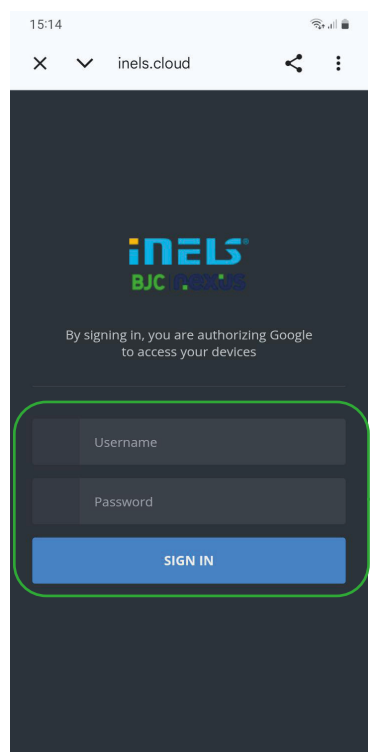 15:14
inels.cloud
iNELS®
BJC nexus
By signing in, you are authorizing Google
to access your devices
Username
Password
SIGN IN